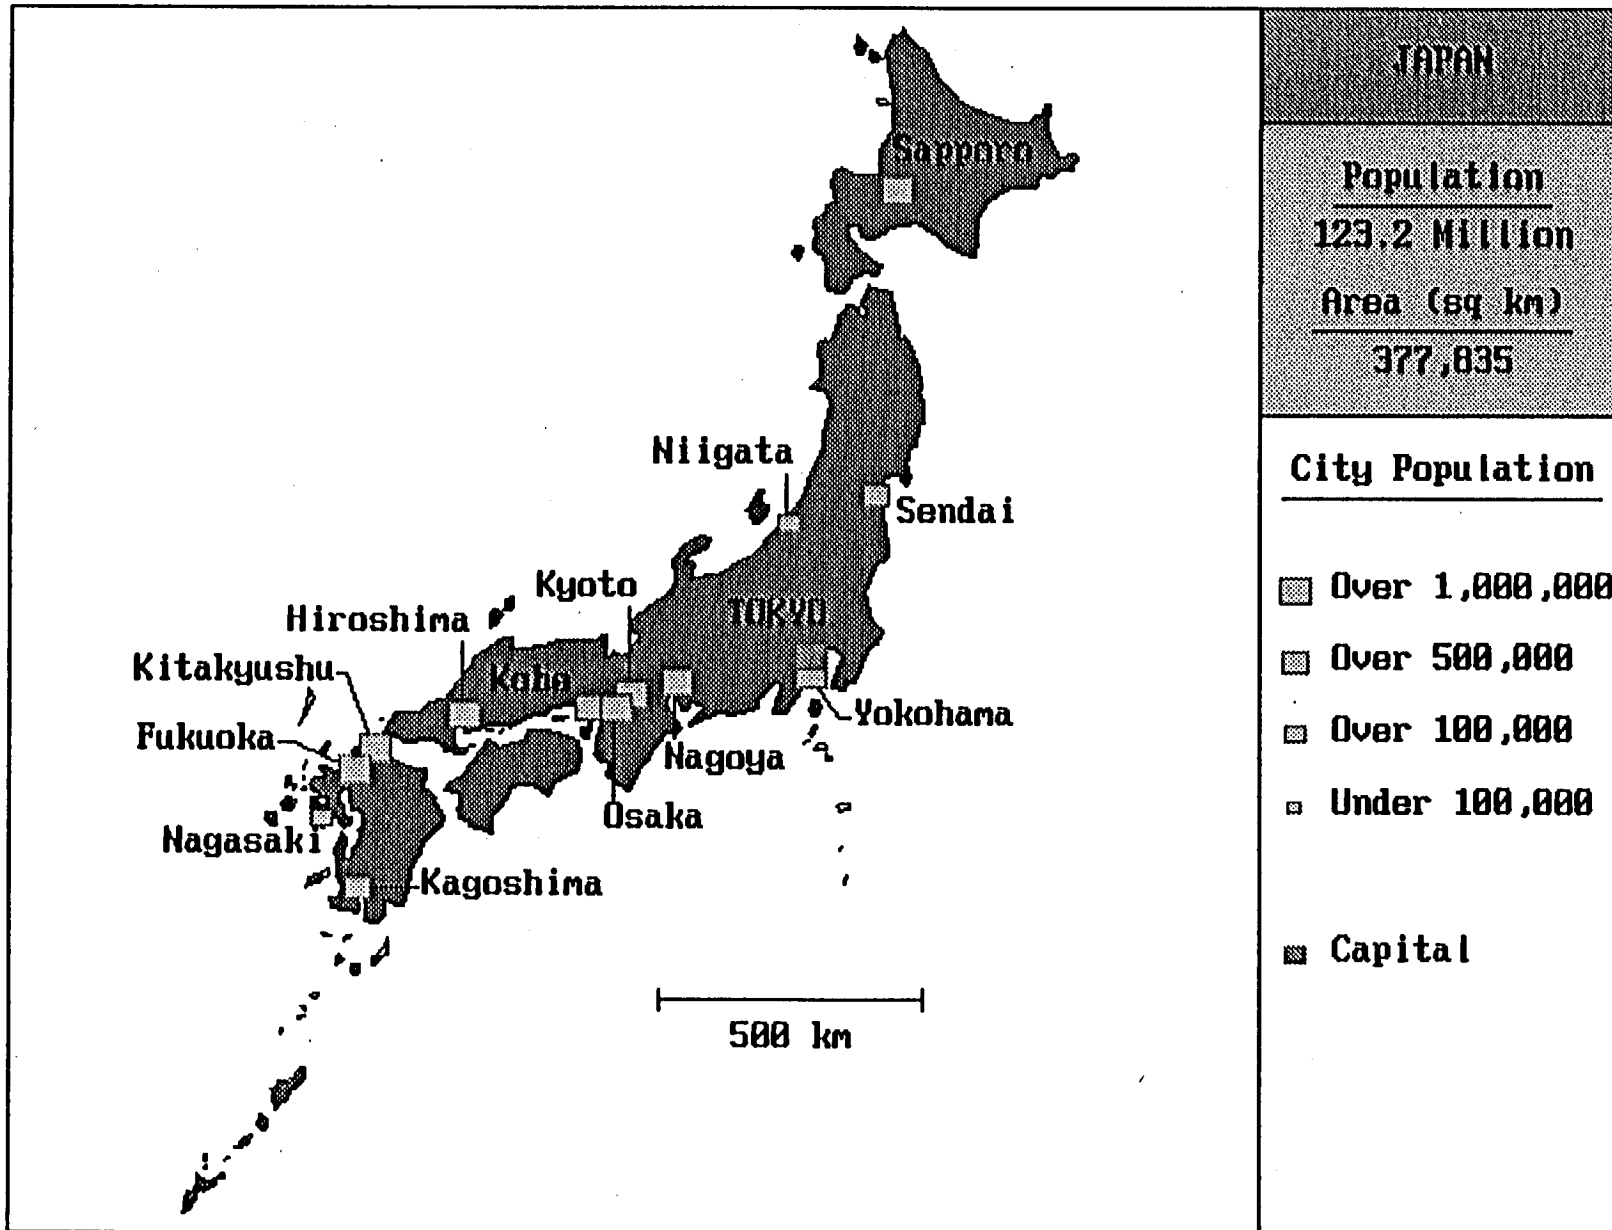 JAPAN
Population
123.2 Million
Area (sq km)
377,835
City Population
Over 1,000,000
Over 500,000
Over 100,000
Under 100,000
Capital
Sapporo
Niigata
Sendai
Kyoto
TOKYO
Hiroshima
Kitakyushu
Kobe
Yokohama
Fukuoka
Nagoya
Osaka
Nagasaki
Kagoshima
500 km